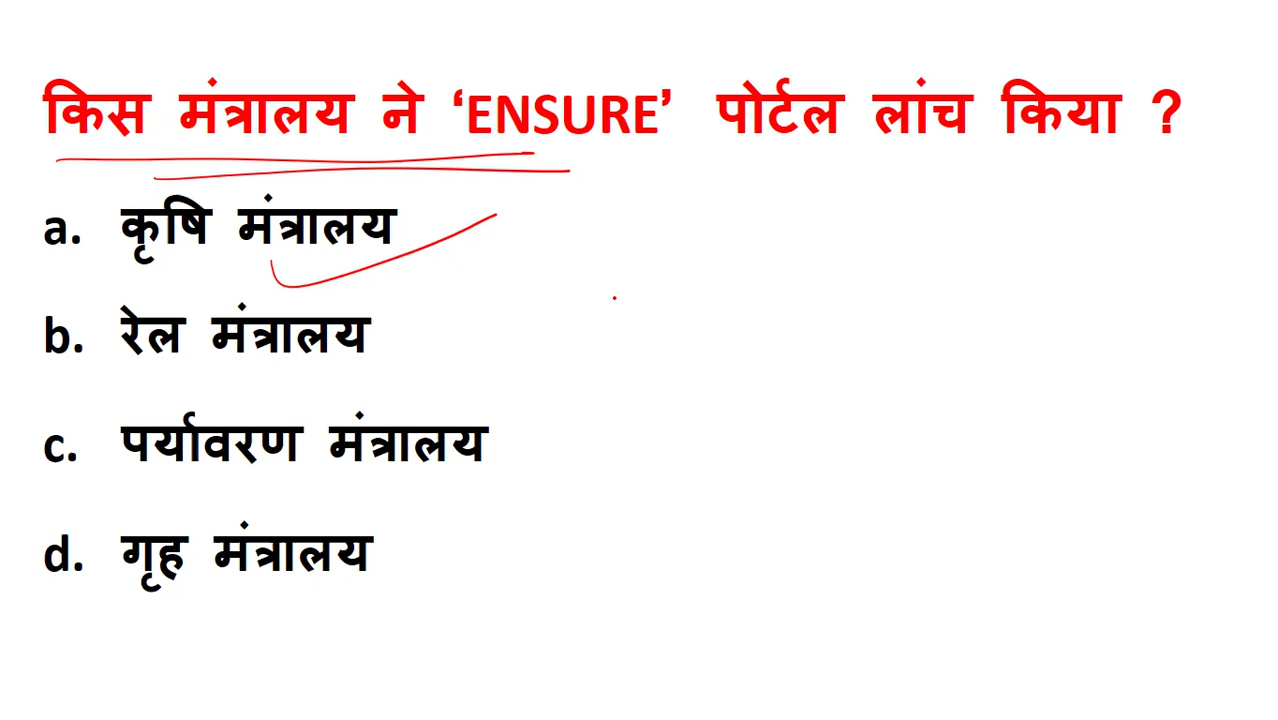 किस मंत्रालय ने ‘ENSURE’ पोर्टल लांच किया ?
a. कृषि मंत्रालय
b. रेल मंत्रालय
c. पर्यावरण मंत्रालय
d. गृह मंत्रालय